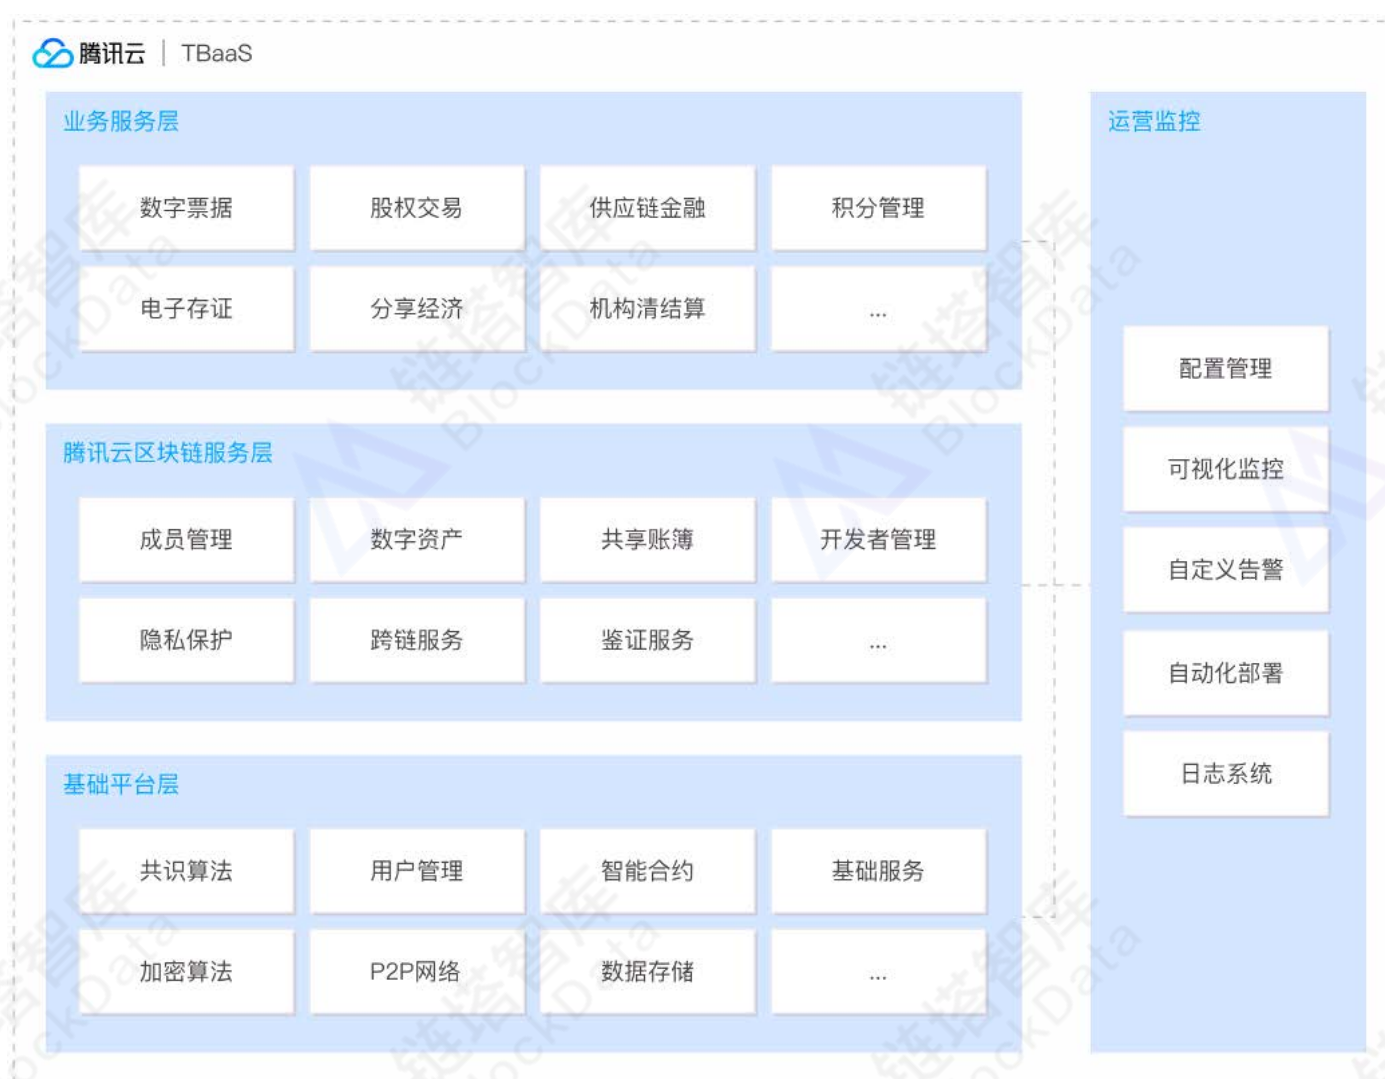 腾讯云 | TBaaS
业务服务层
数字票据 股权交易 供应链金融 积分管理
电子存证 分享经济 机构清结算 ...
腾讯云区块链服务层
成员管理 数字资产 共享账簿 开发者管理
隐私保护 跨链服务 鉴证服务 ...
基础平台层
共识算法 用户管理 智能合约 基础服务
加密算法 P2P网络 数据存储 ...
运营监控
配置管理
可视化监控
自定义告警
自动化部署
日志系统
链塔智库
BlockData